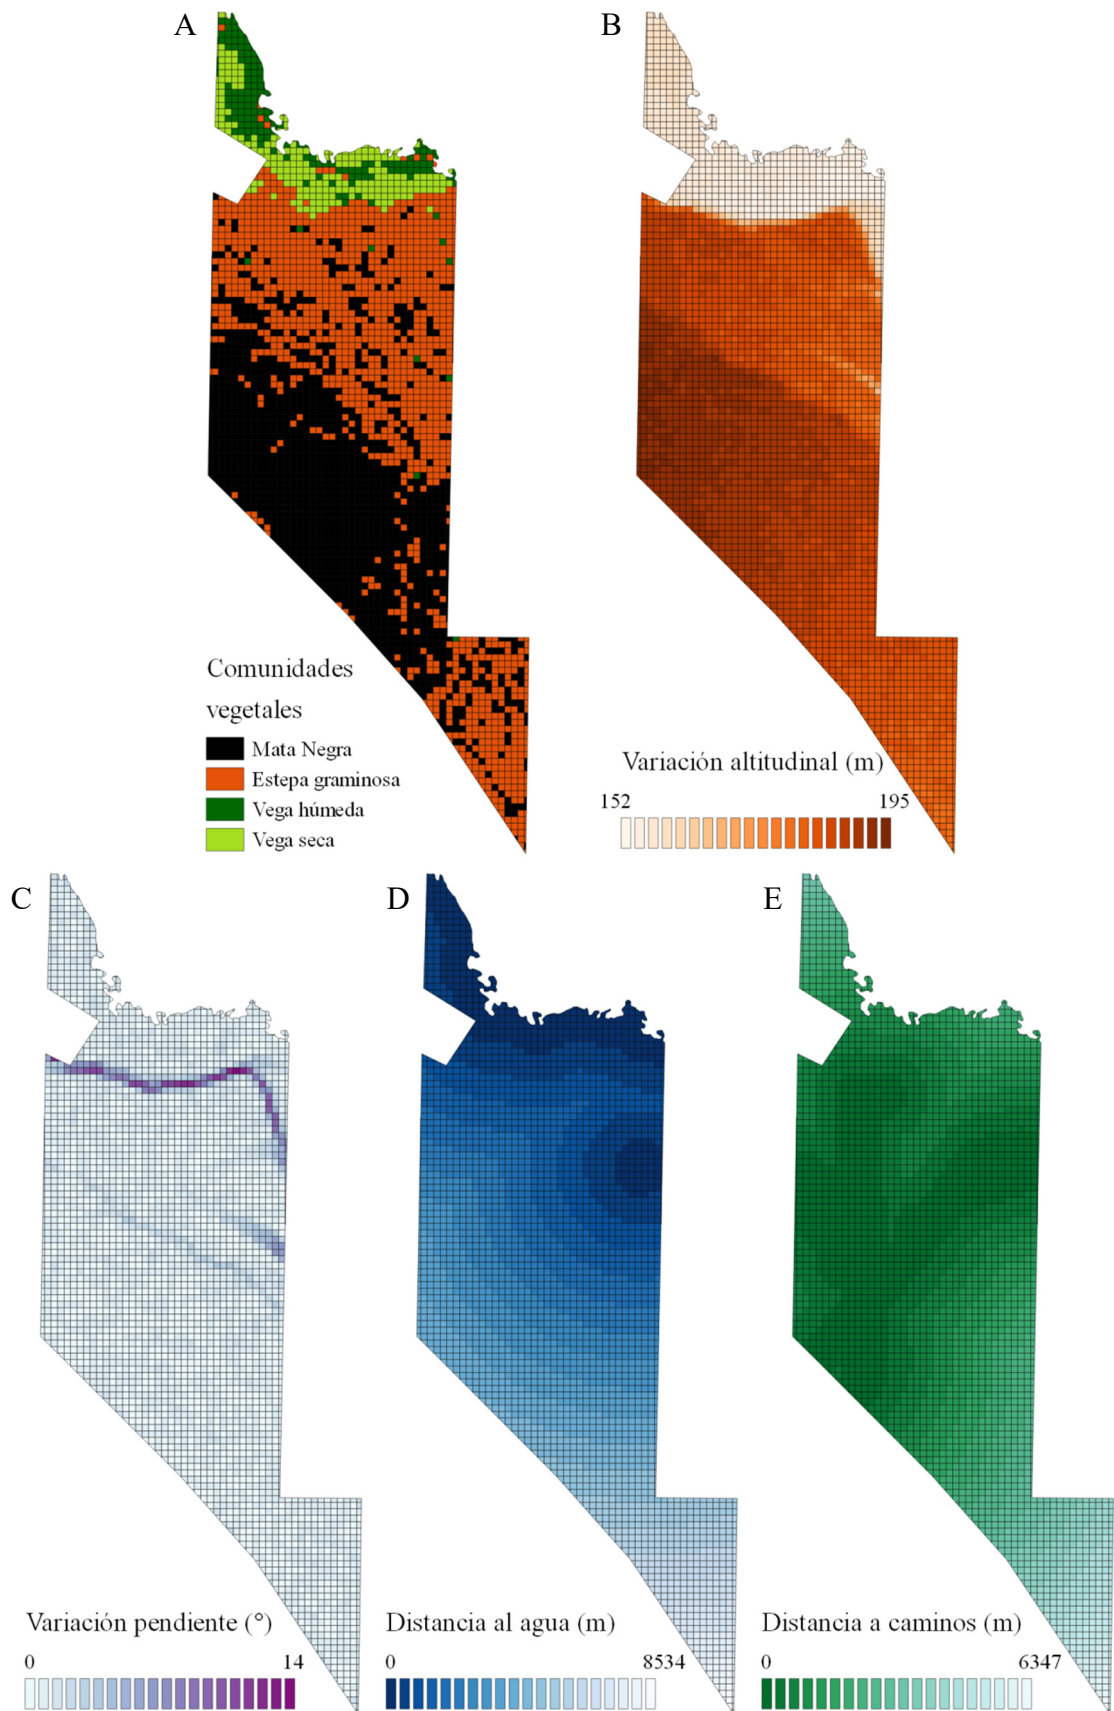 A
B
Comunidades
vegetales
Mata Negra
Estepa graminosa
Vega húmeda
Vega seca
Variación altitudinal (m)
152 195
C
D
E
Variación pendiente (°)
0 14
Distancia al agua (m)
0 8534
Distancia a caminos (m)
0 6347